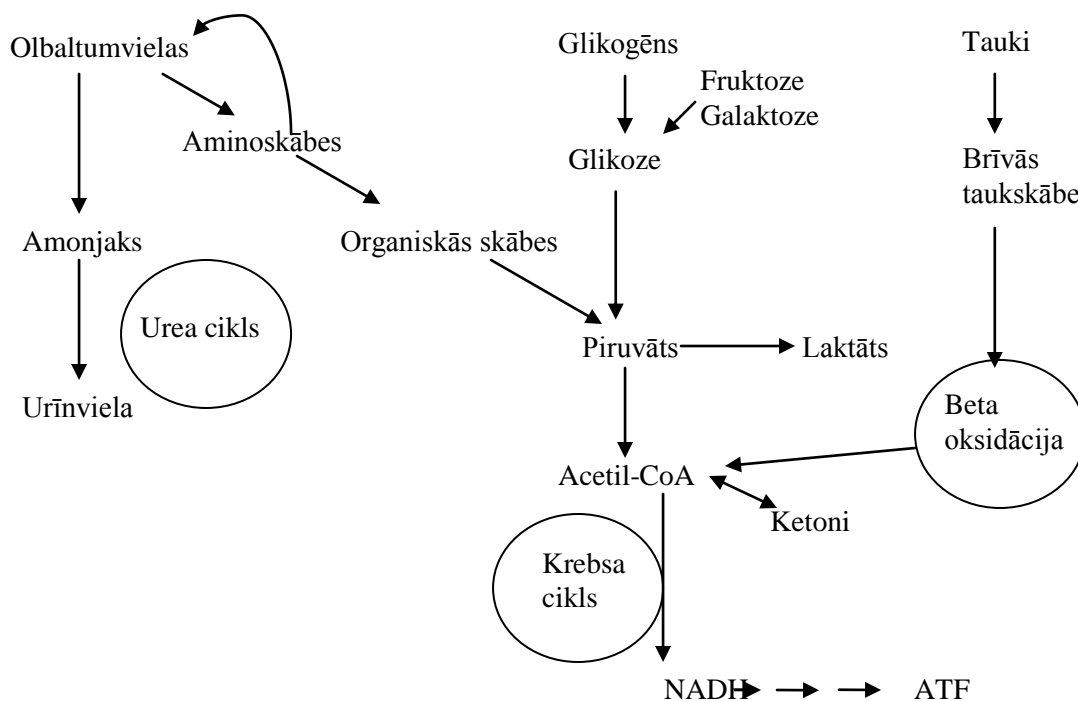 Olbaltumvielas
Glikogēns
Tauki
Fruktoze
Galaktoze
Aminoskābes
Glikoze
Brīvās
taukskābe
Amonjaks
Organiskās skābes
Urea cikls
Piruvāts
Laktāts
Urīnviela
Beta
oksidācija
Acetil-CoA
Ketoni
Krebsa
cikls
NADH
ATF